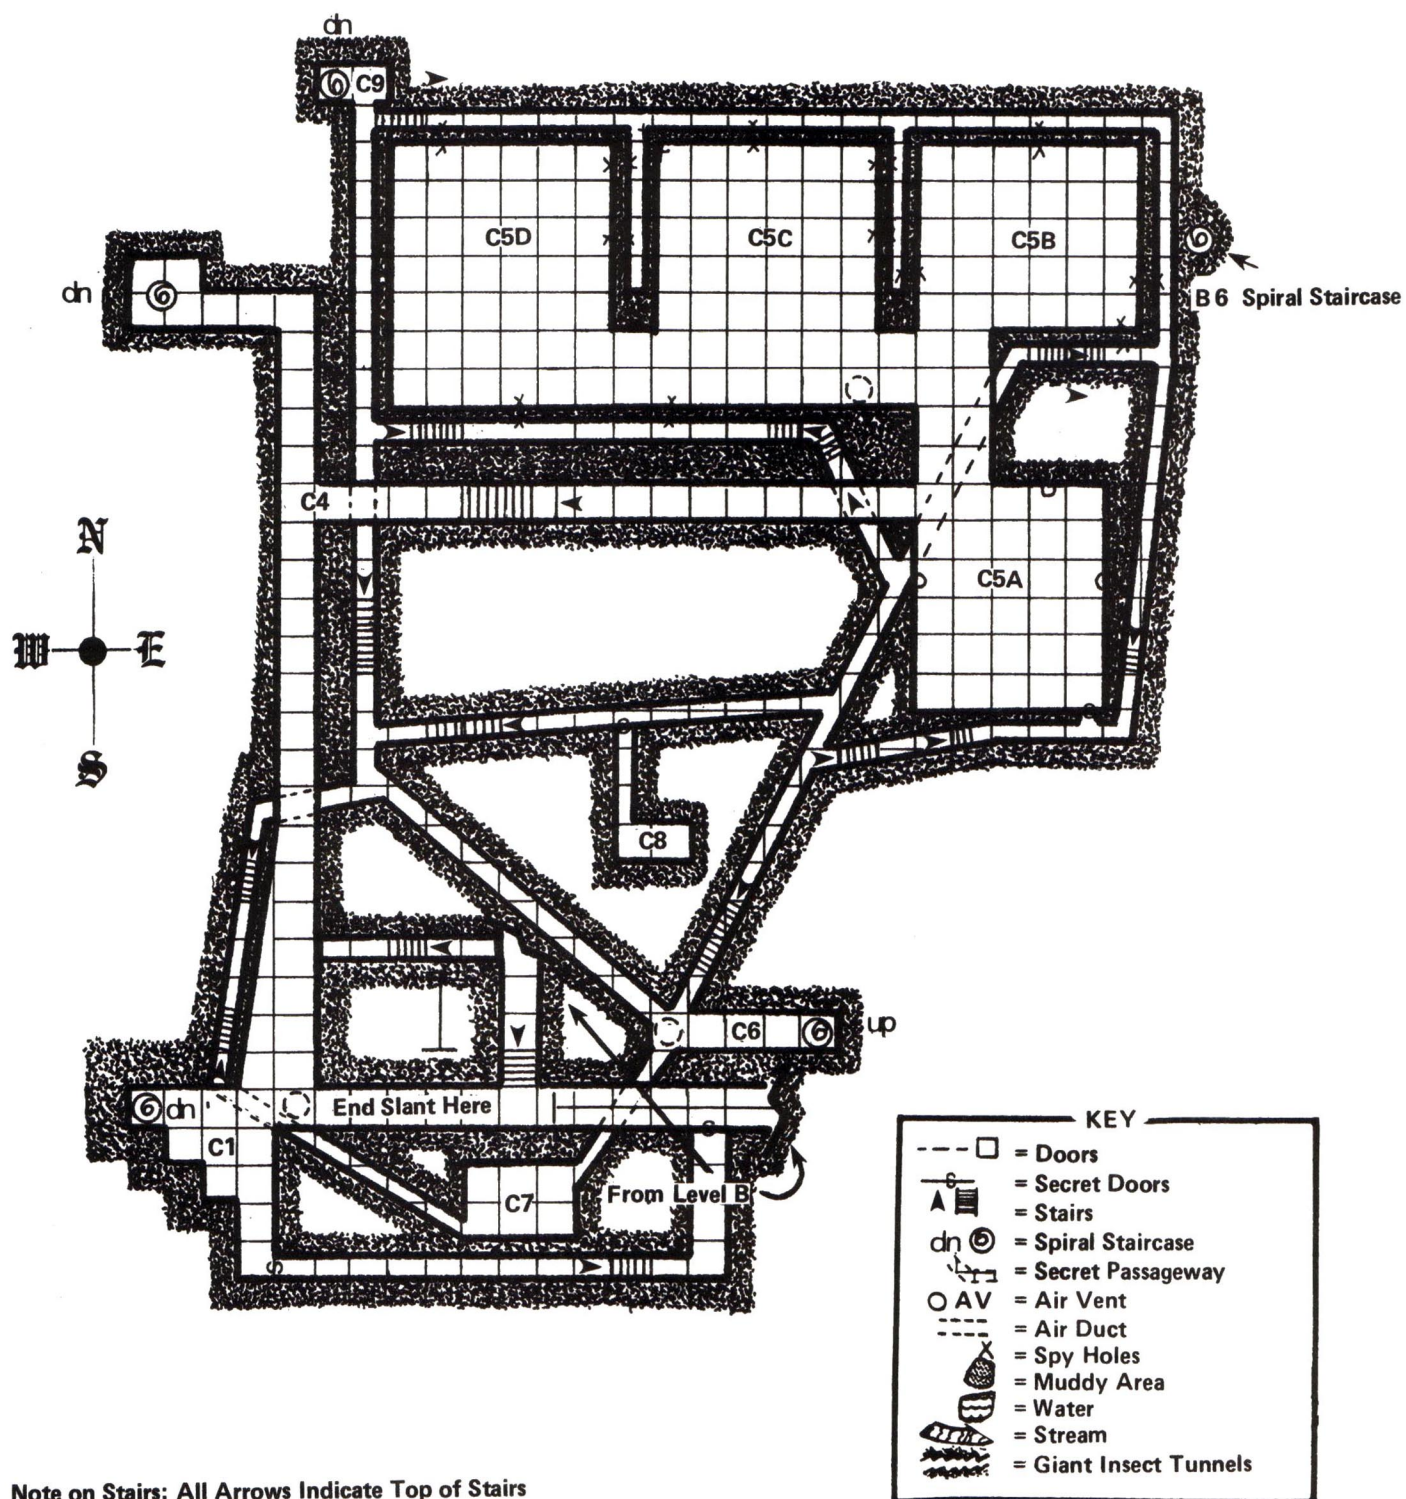 dn
C9
C5D
C5C
C5B
dn
B6 Spiral Staircase
C4
N
W E
S
C5A
C8
C6
up
dn
End Slant Here
C1
C7
From Level B
KEY
= Doors
S = Secret Doors
= Stairs
dn = Spiral Staircase
= Secret Passageway
O AV = Air Vent
= Air Duct
X = Spy Holes
= Muddy Area
= Water
= Stream
= Giant Insect Tunnels
Note on Stairs: All Arrows Indicate Top of Stairs